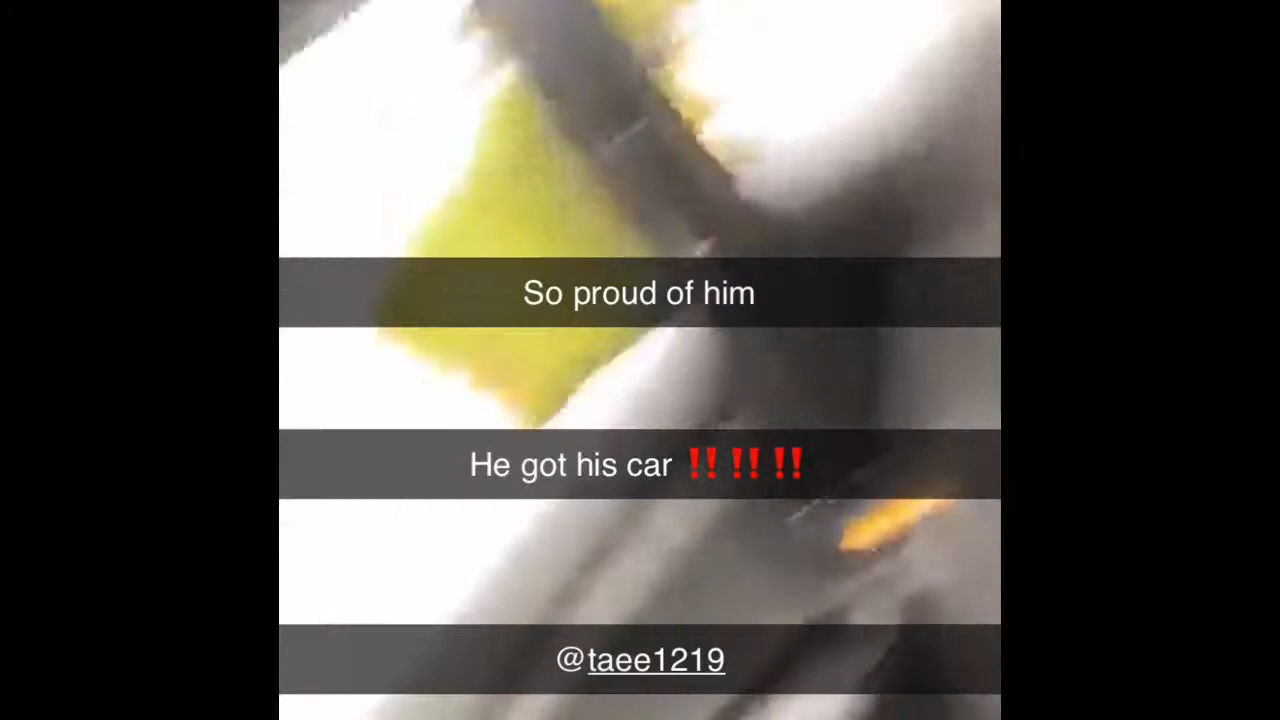 So proud of him
He got his car ‼️‼️‼️
@taee1219